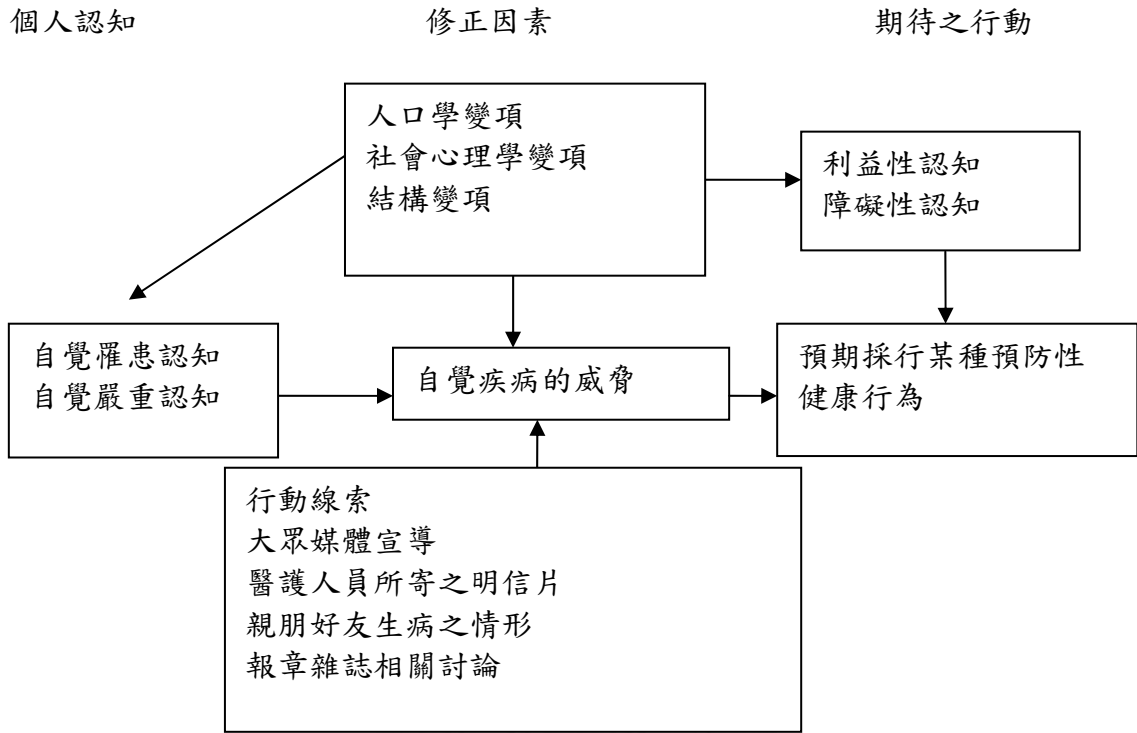 個人認知
修正因素
期待之行動
人口學變項
社會心理學變項
結構變項
利益性認知
障礙性認知
自覺罹患認知
自覺嚴重認知
自覺疾病的威脅
預期採行某種預防性
健康行為
行動線索
大眾媒體宣導
醫護人員所寄之明信片
親朋好友生病之情形
報章雜誌相關討論